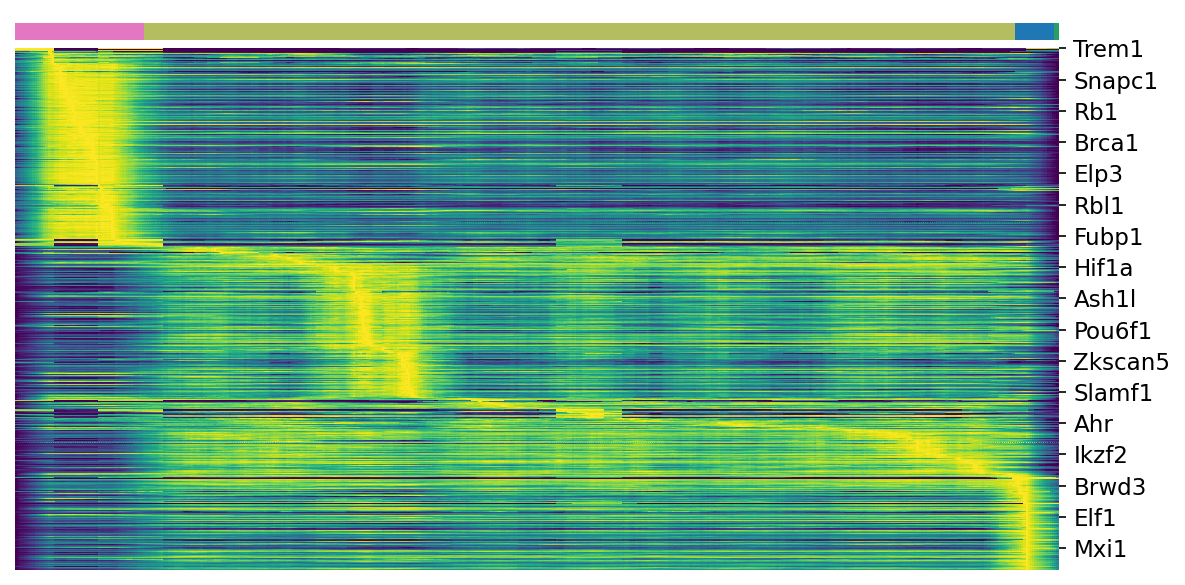 Trem1
Snapc1
Rb1
Brca1
Elp3
Rbl1
Fubp1
Hif1a
Ash1l
Pou6f1
Zkscan5
Slamf1
Ahr
Ikzf2
Brwd3
Elf1
Mxi1